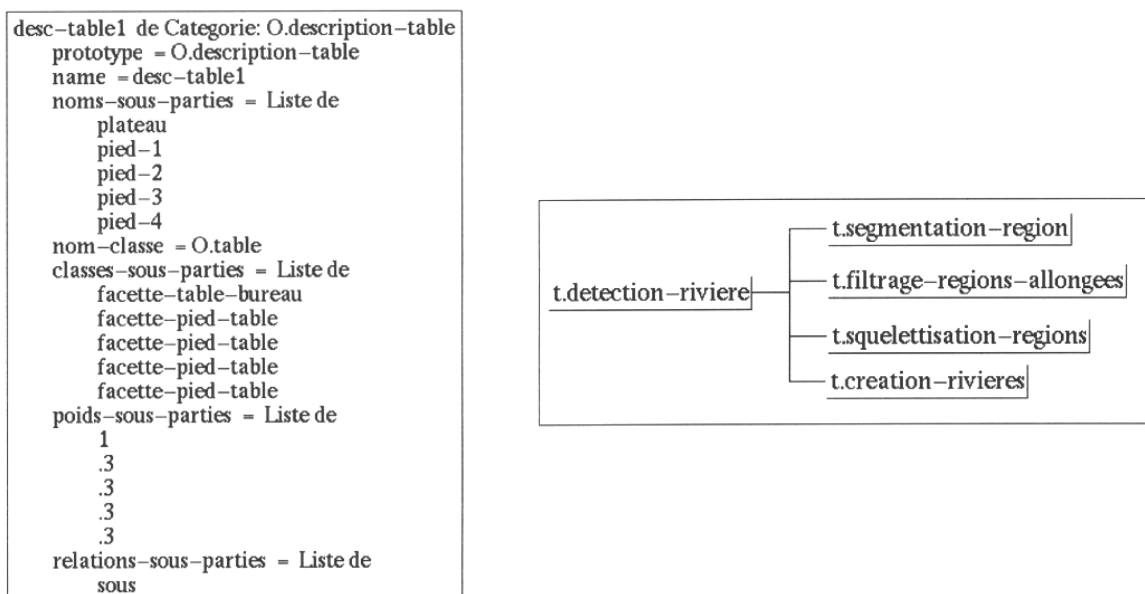 desc-table1 de Categorie: O.description-table
prototype = O.description-table
name = desc-table1
noms-sous-parties = Liste de
plateau
pied-1
pied-2
pied-3
pied-4
nom-classe = O.table
classes-sous-parties = Liste de
facette-table-bureau
facette-pied-table
facette-pied-table
facette-pied-table
facette-pied-table
poids-sous-parties = Liste de
1
.3
.3
.3
.3
relations-sous-parties = Liste de
sous
t.detection-riviere
t.segmentation-region
t.filtrage-regions-allongees
t.squelettisation-regions
t.creation-rivieres